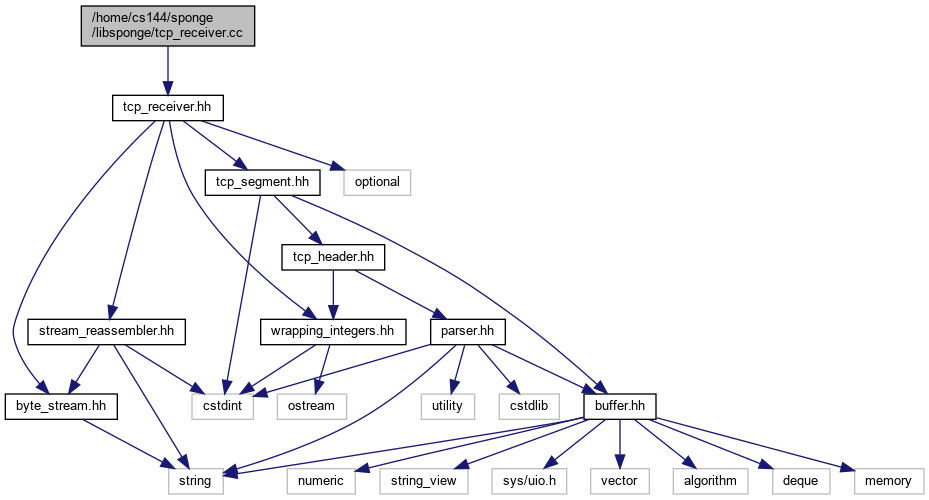 /home/cs144/sponge
/libsponge/tcp_receiver.cc
tcp_receiver.hh
tcp_segment.hh
optional
tcp_header.hh
stream_reassembler.hh
wrapping_integers.hh
parser.hh
byte_stream.hh
cstdint
ostream
utility
cstdlib
buffer.hh
string
numeric
string_view
sys/uio.h
vector
algorithm
deque
memory